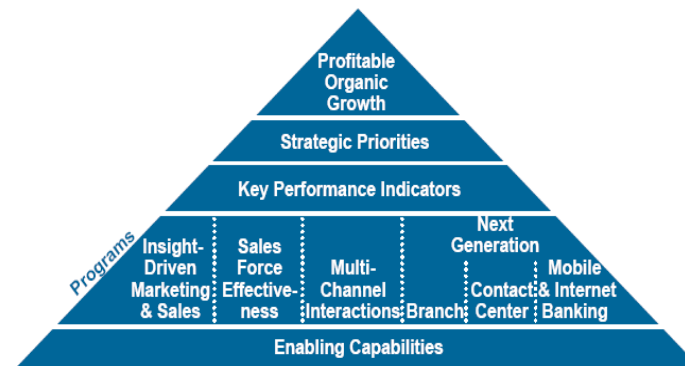 Profitable
Organic
Growth
Strategic Priorities
Key Performance Indicators
Programs
Insight-
Driven
Marketing
& Sales
Sales
Force
Effective-
ness
Multi-
Channel
Interactions
Next
Generation
Branch
Contact
Center
Mobile
& Internet
Banking
Enabling Capabilities